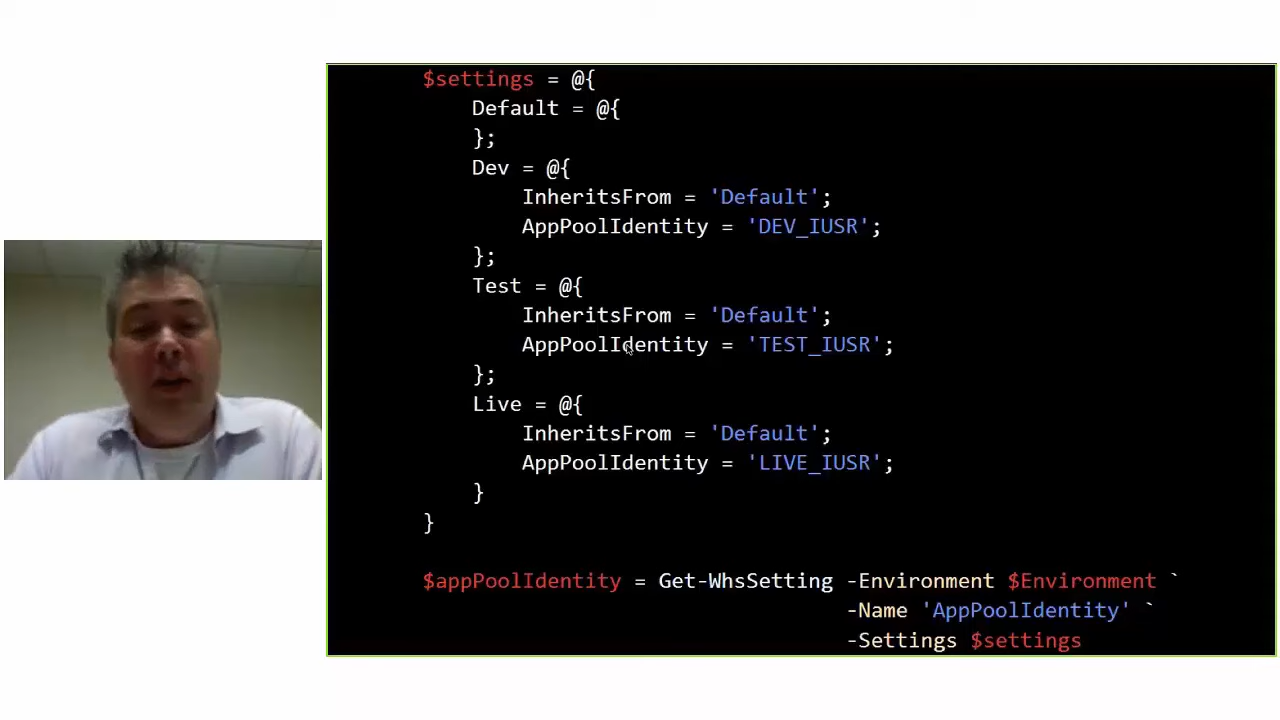 $settings = @{
Default = @{
};
Dev = @{
InheritsFrom = 'Default';
AppPoolIdentity = 'DEV_IUSR';
};
Test = @{
InheritsFrom = 'Default';
AppPoolIdentity = 'TEST_IUSR';
};
Live = @{
InheritsFrom = 'Default';
AppPoolIdentity = 'LIVE_IUSR';
}
}
$appPoolIdentity = Get-WhsSetting -Environment $Environment `
-Name 'AppPoolIdentity' `
-Settings $settings